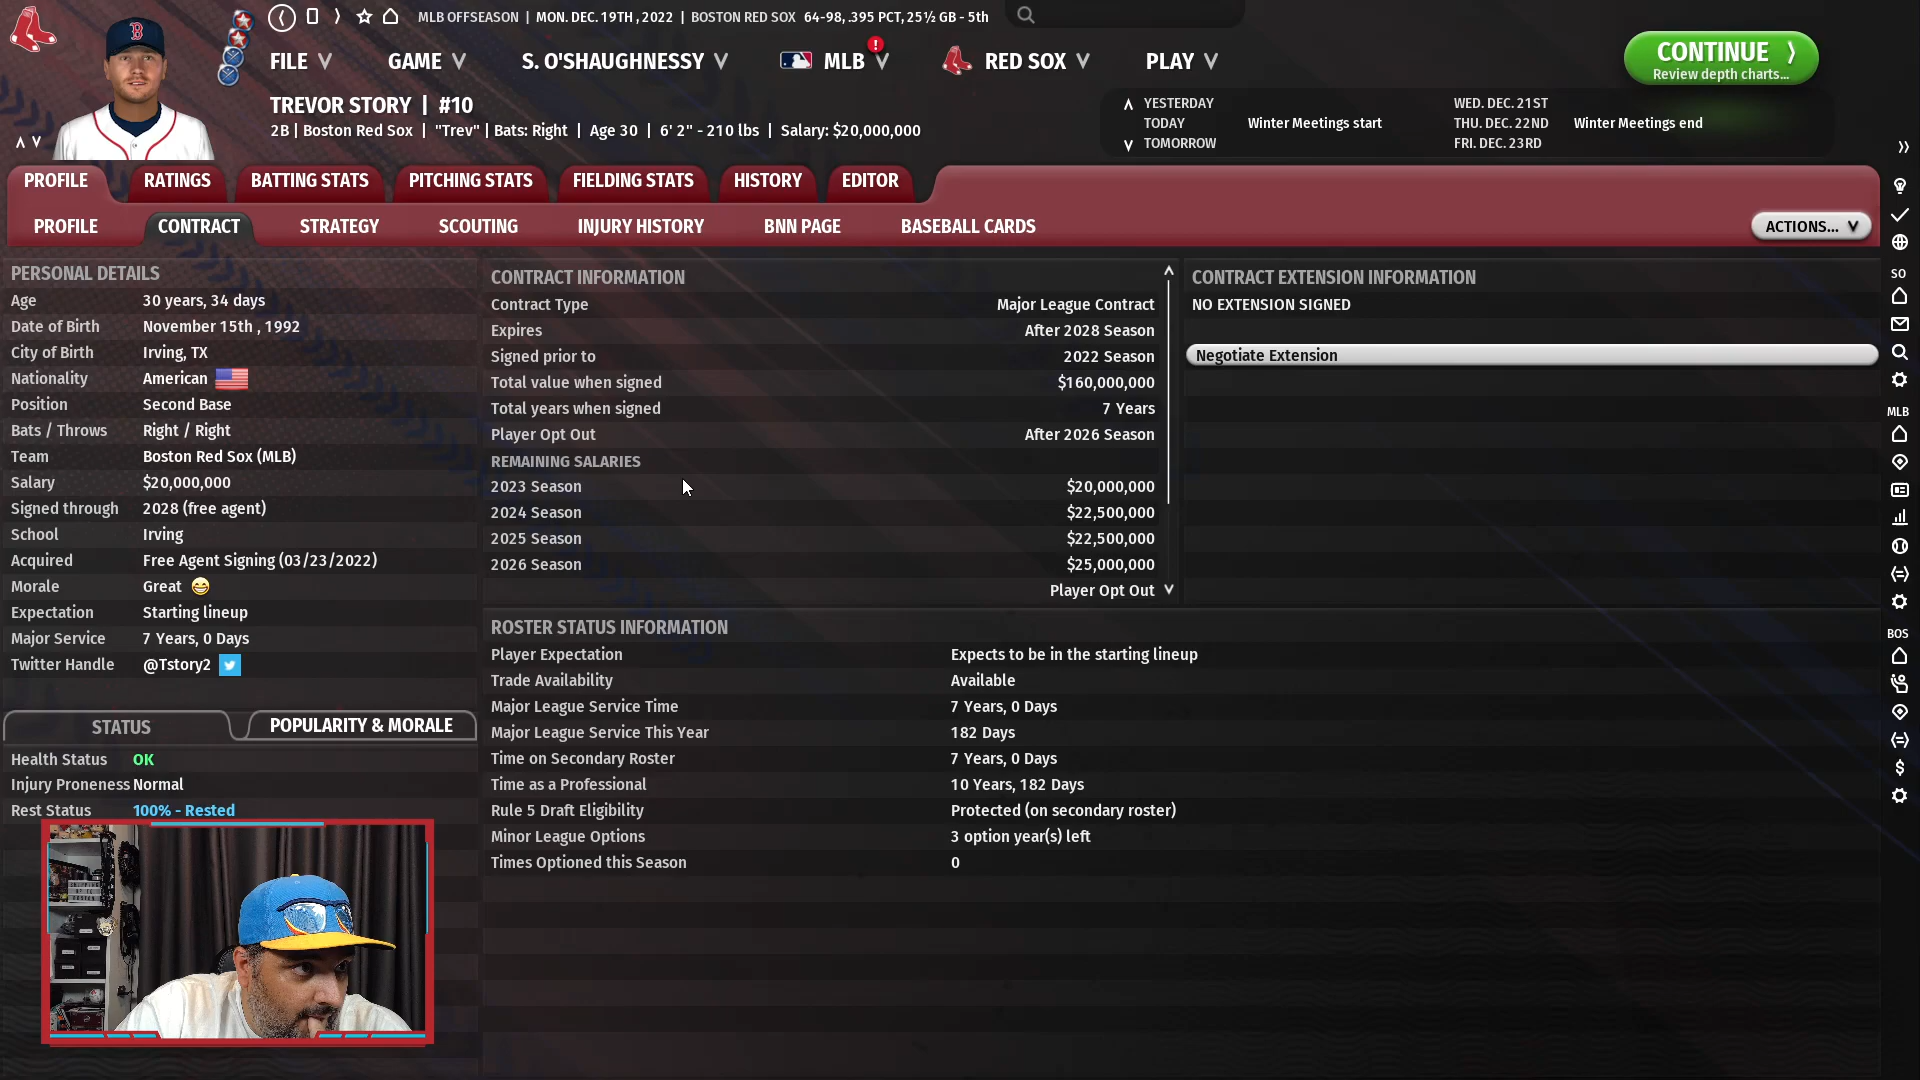 MLB OFFSEASON | MON. DEC. 19TH , 2022 | BOSTON RED SOX 64-98, .395 PCT, 25½ GB - 5th
FILE GAME S. O'SHAUGHNESSY MLB ! RED SOX PLAY
CONTINUE
Review depth charts...
TREVOR STORY | #10
2B | Boston Red Sox | "Trev" | Bats: Right | Age 30 | 6' 2" - 210 lbs | Salary: $20,000,000
YESTERDAY WED. DEC. 21ST
TODAY Winter Meetings start THU. DEC. 22ND Winter Meetings end
TOMORROW FRI. DEC. 23RD
PROFILE RATINGS BATTING STATS PITCHING STATS FIELDING STATS HISTORY EDITOR
PROFILE CONTRACT STRATEGY SCOUTING INJURY HISTORY BNN PAGE BASEBALL CARDS ACTIONS...
PERSONAL DETAILS
Age 30 years, 34 days
Date of Birth November 15th , 1992
City of Birth Irving, TX
Nationality American
Position Second Base
Bats / Throws Right / Right
Team Boston Red Sox (MLB)
Salary $20,000,000
Signed through 2028 (free agent)
School Irving
Acquired Free Agent Signing (03/23/2022)
Morale Great
Expectation Starting lineup
Major Service 7 Years, 0 Days
Twitter Handle @Tstory2
STATUS POPULARITY & MORALE
Health Status OK
Injury Proneness Normal
Rest Status 100% - Rested
CONTRACT INFORMATION
Contract Type Major League Contract
Expires After 2028 Season
Signed prior to 2022 Season
Total value when signed $160,000,000
Total years when signed 7 Years
Player Opt Out After 2026 Season
REMAINING SALARIES
2023 Season $20,000,000
2024 Season $22,500,000
2025 Season $22,500,000
2026 Season $25,000,000
Player Opt Out
CONTRACT EXTENSION INFORMATION
NO EXTENSION SIGNED
Negotiate Extension
ROSTER STATUS INFORMATION
Player Expectation Expects to be in the starting lineup
Trade Availability Available
Major League Service Time 7 Years, 0 Days
Major League Service This Year 182 Days
Time on Secondary Roster 7 Years, 0 Days
Time as a Professional 10 Years, 182 Days
Rule 5 Draft Eligibility Protected (on secondary roster)
Minor League Options 3 option year(s) left
Times Optioned this Season 0
SO
MLB
BOS
$